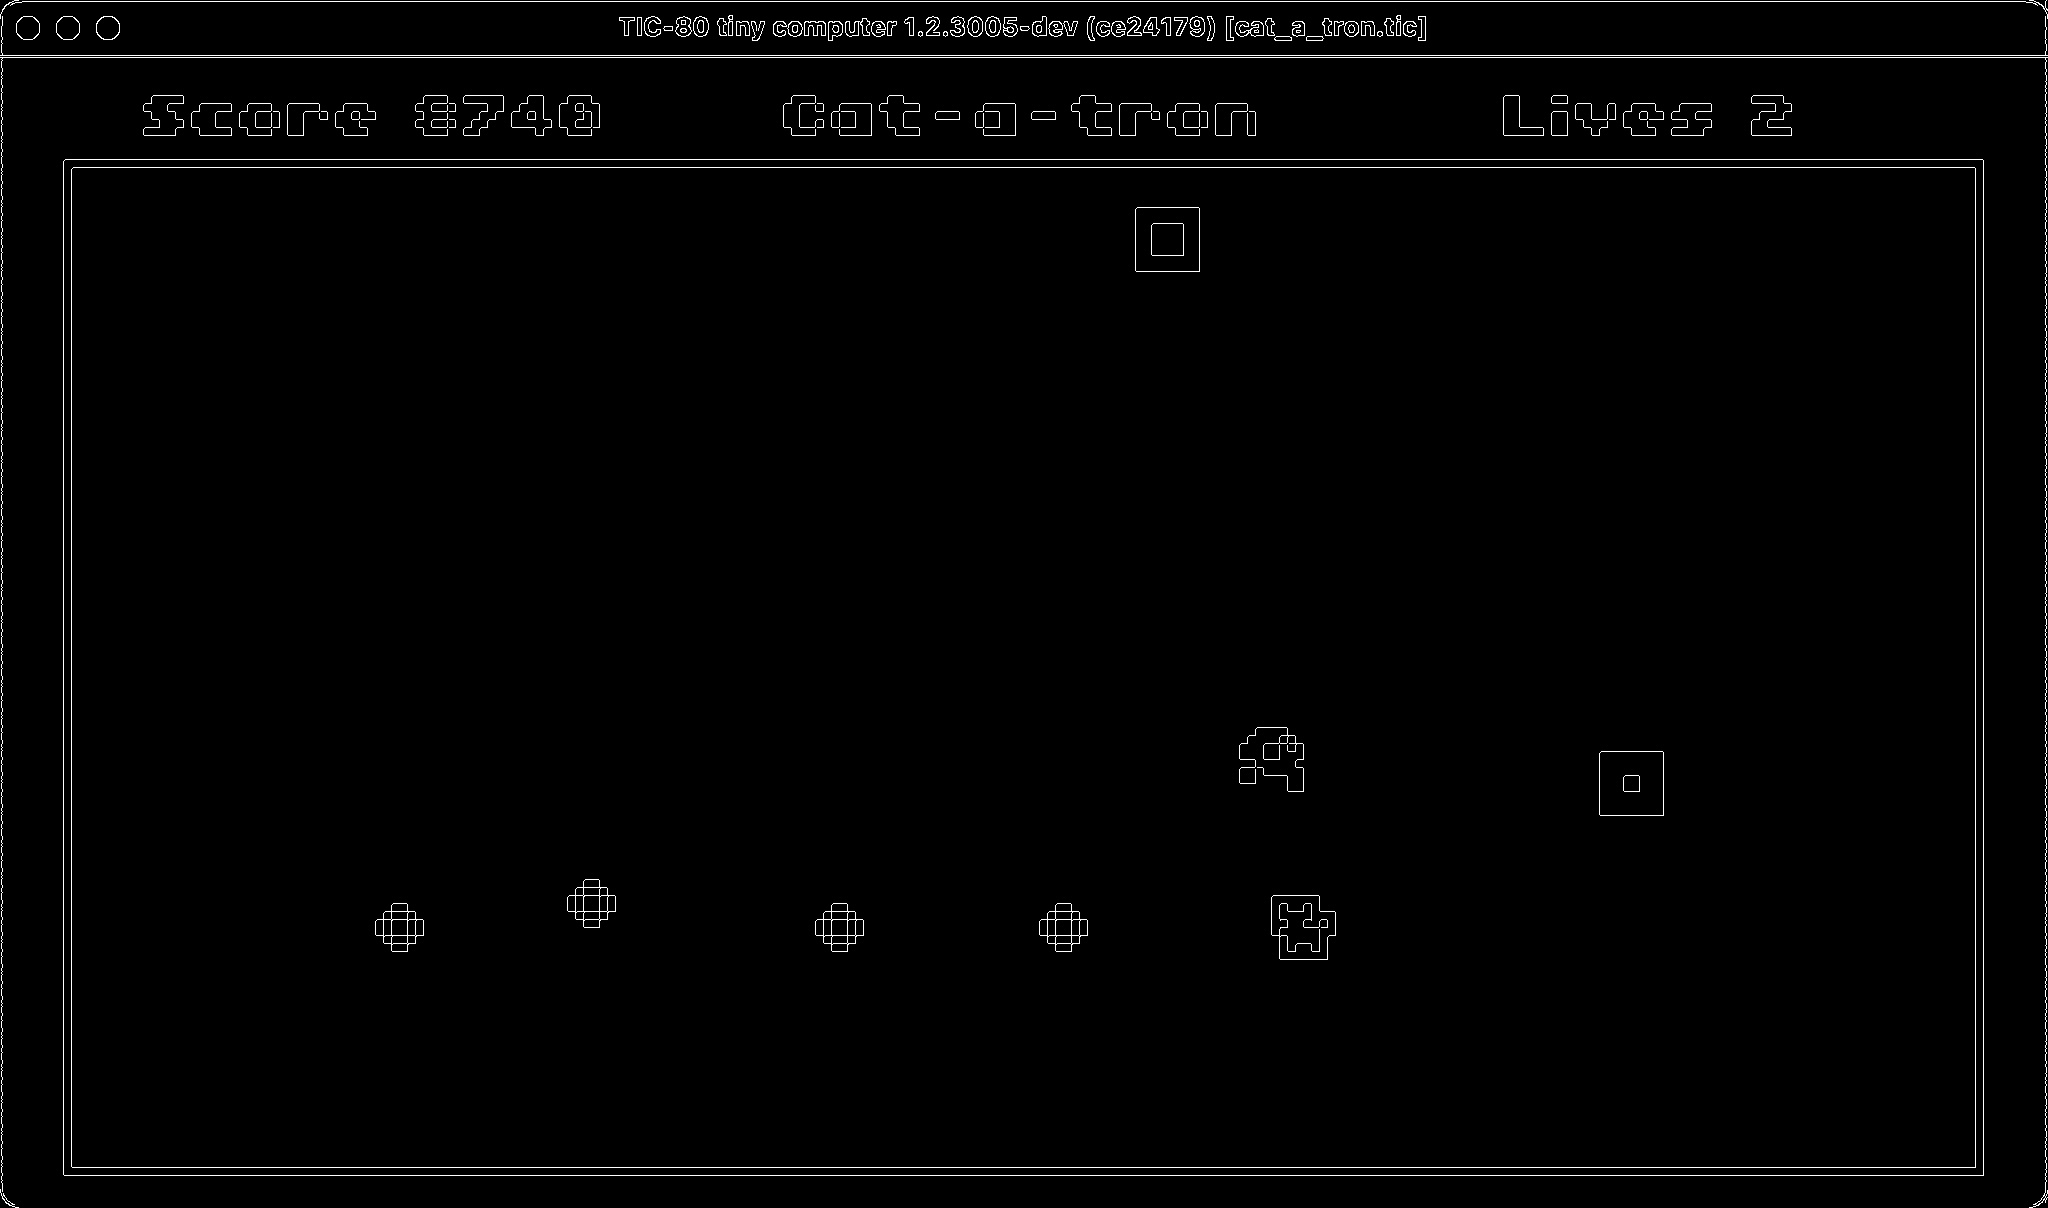 TIC-80 tiny computer 1.2.3005-dev (ce24179) [cat_a_tron.tic]
Score 8740 Cat-a-tron Lives 2